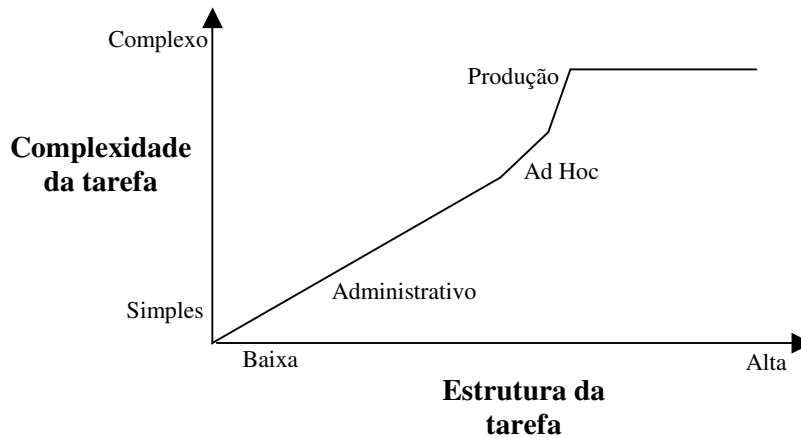 Complexo
Produção
Complexidade
da tarefa
Ad Hoc
Administrativo
Simples
Baixa
Alta
Estrutura da
tarefa